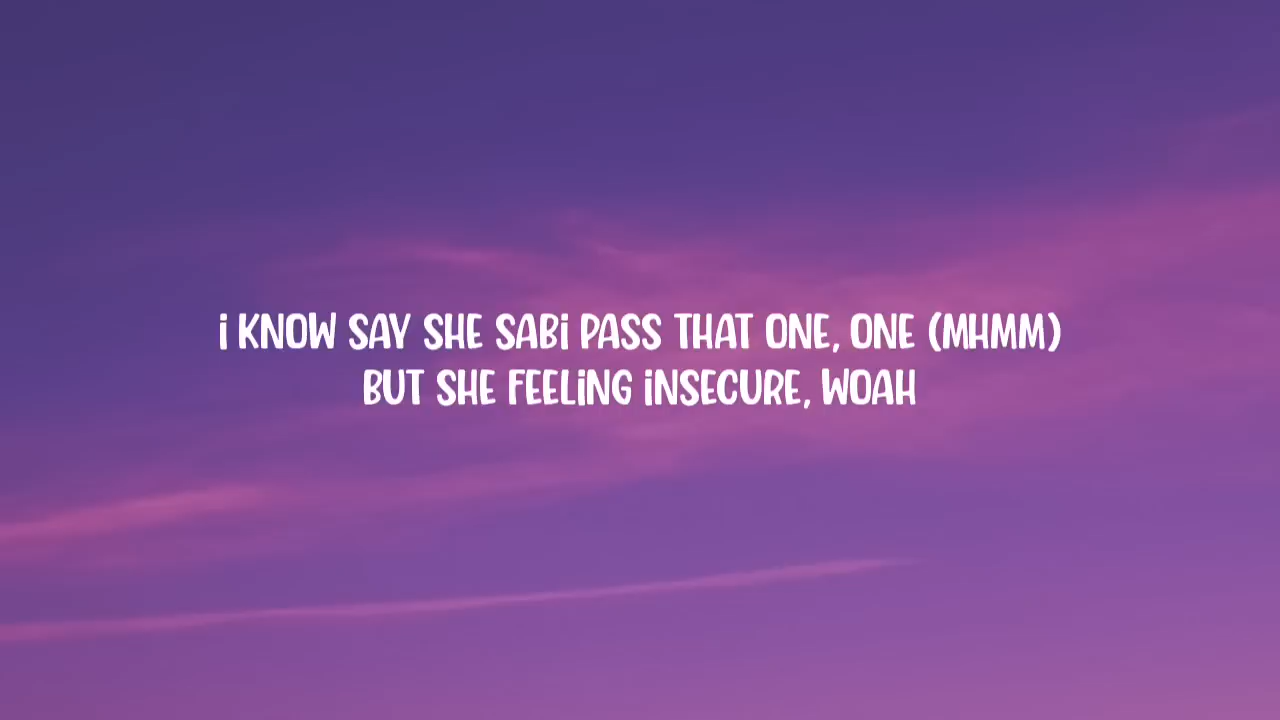 i KNOW SAY SHE SABi PASS THAT ONE, ONE (MHMM)
BUT SHE FEELiNG iNSECURE, WOAH